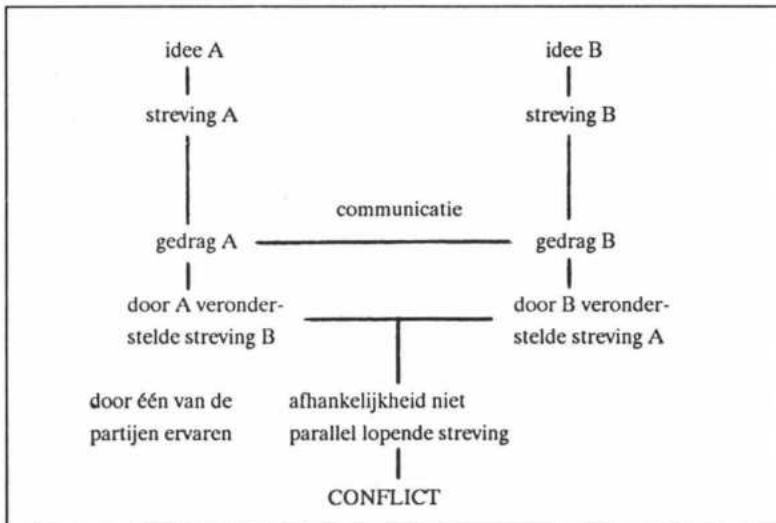 idee A idee B
streving A streving B
communicatie
gedrag A gedrag B
door A veronder- door B veronder-
stelde streving B stelde streving A
door één van de afhankelijkheid niet
partijen ervaren parallel lopende streving
CONFLICT